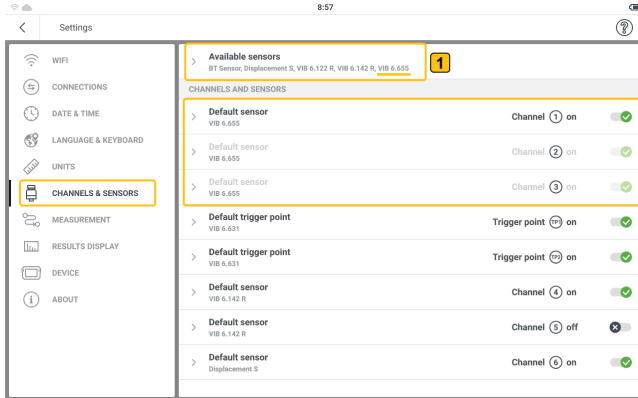 8:57
Settings
?
WIFI
CONNECTIONS
DATE & TIME
LANGUAGE & KEYBOARD
UNITS
CHANNELS & SENSORS
MEASUREMENT
RESULTS DISPLAY
DEVICE
i ABOUT
Available sensors
BT Sensor, Displacement S, VIB 6.122 R, VIB 6.142 R, VIB 6.655
1
CHANNELS AND SENSORS
Default sensor
VIB 6.655
Channel 1 on
Default sensor
VIB 6.655
Channel 2 on
Default sensor
VIB 6.655
Channel 3 on
Default trigger point
VIB 6.631
Trigger point TP1 on
Default trigger point
VIB 6.631
Trigger point TP2 on
Default sensor
VIB 6.142 R
Channel 4 on
Default sensor
VIB 6.142 R
Channel 5 off
Default sensor
Displacement S
Channel 6 on